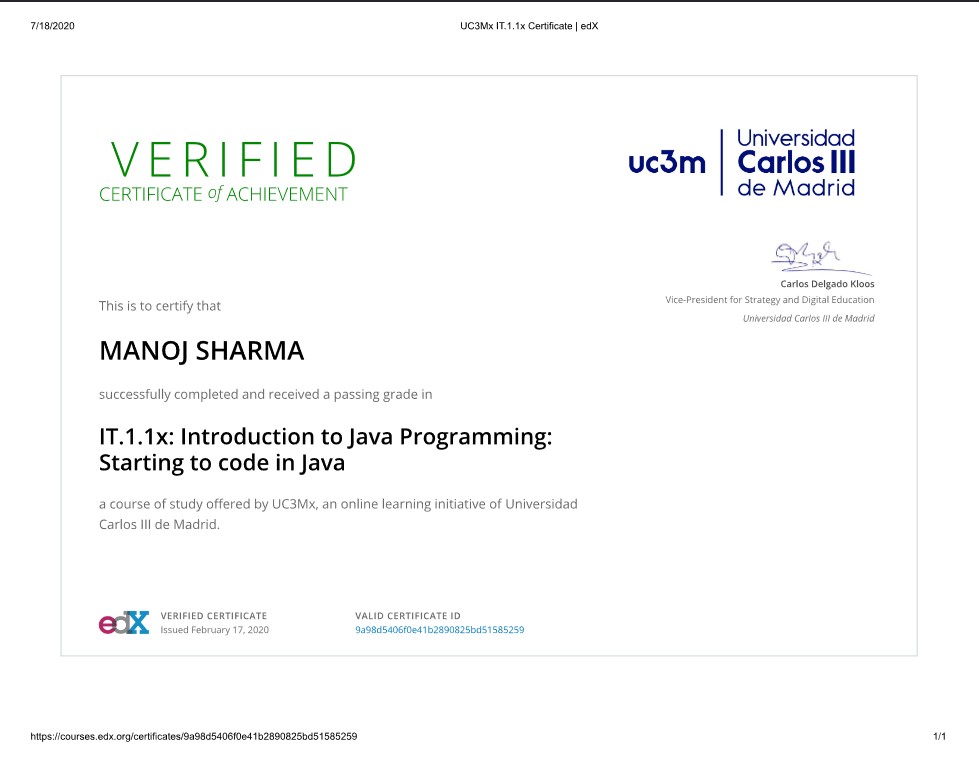 7/18/2020
UC3Mx IT.1.1x Certificate | edX
VERIFIED
CERTIFICATE of ACHIEVEMENT
uc3m
Universidad
Carlos III
de Madrid
Carlos Delgado Kloos
Vice-President for Strategy and Digital Education
Universidad Carlos III de Madrid
This is to certify that
MANOJ SHARMA
successfully completed and received a passing grade in
IT.1.1x: Introduction to Java Programming:
Starting to code in Java
a course of study offered by UC3Mx, an online learning initiative of Universidad
Carlos III de Madrid.
edX
VERIFIED CERTIFICATE
Issued February 17, 2020
VALID CERTIFICATE ID
9a98d5406f0e41b2890825bd51585259
https://courses.edx.org/certificates/9a98d5406f0e41b2890825bd51585259
1/1